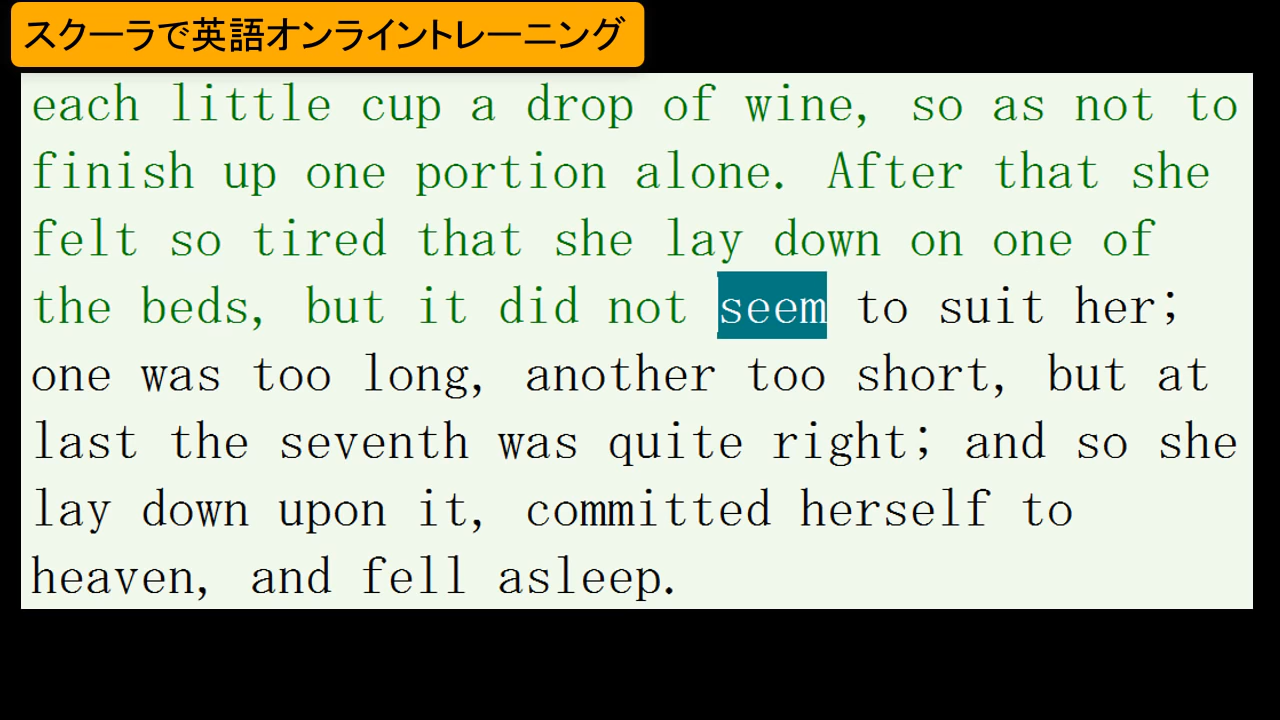 スクーラで英語オンライントレーニング
each little cup a drop of wine, so as not to
finish up one portion alone. After that she
felt so tired that she lay down on one of
the beds, but it did not seem to suit her;
one was too long, another too short, but at
last the seventh was quite right; and so she
lay down upon it, committed herself to
heaven, and fell asleep.